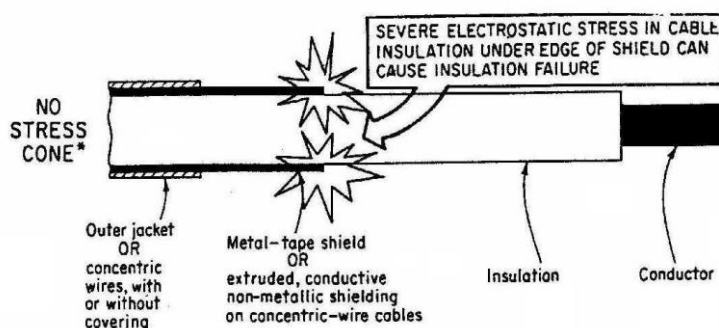 SEVERE ELECTROSTATIC STRESS IN CABLE
INSULATION UNDER EDGE OF SHIELD CAN
CAUSE INSULATION FAILURE
NO
STRESS
CONE*
Outer jacket
OR
concentric
wires, with
or without
covering
Metal-tape shield
OR
extruded, conductive
non-metallic shielding
on concentric-wire cables
Insulation
Conductor